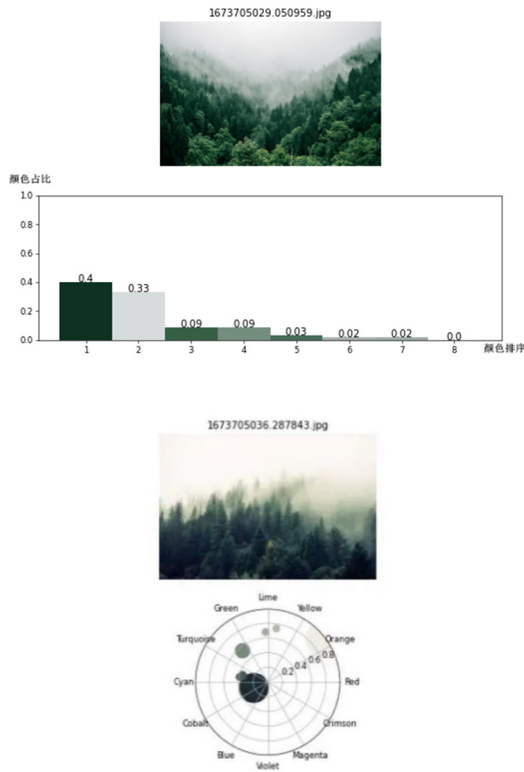 1673705029.050959.jpg
颜色占比
1.0
0.8
0.6
0.4
0.2
0.0
0.4
0.33
0.09
0.09
0.03
0.02
0.02
0.0
1 2 3 4 5 6 7 8
颜色排序
1673705036.287843.jpg
Lime
Green Yellow
Turquoise Orange
0.2 0.4 0.6 0.8
Cyan Red
Cobalt Crimson
Blue Magenta
Violet